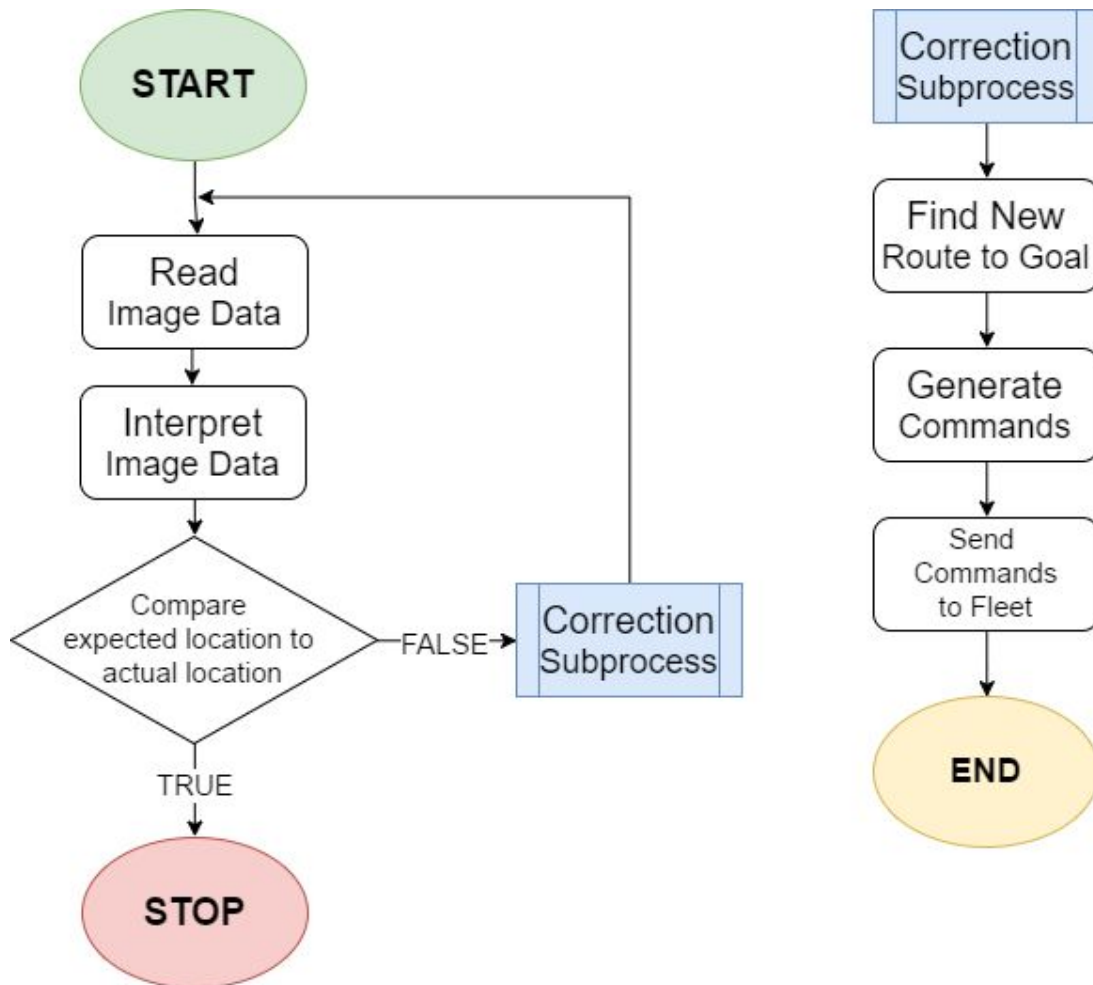 START
Read
Image Data
Interpret
Image Data
Compare
expected location to
actual location
FALSE
Correction
Subprocess
TRUE
STOP
Correction
Subprocess
Find New
Route to Goal
Generate
Commands
Send
Commands
to Fleet
END